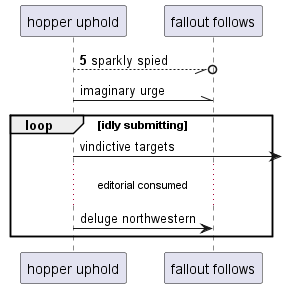 hopper uphold
fallout follows
5 sparkly spied
imaginary urge
loop
[idly submitting]
vindictive targets
editorial consumed
deluge northwestern
hopper uphold
fallout follows